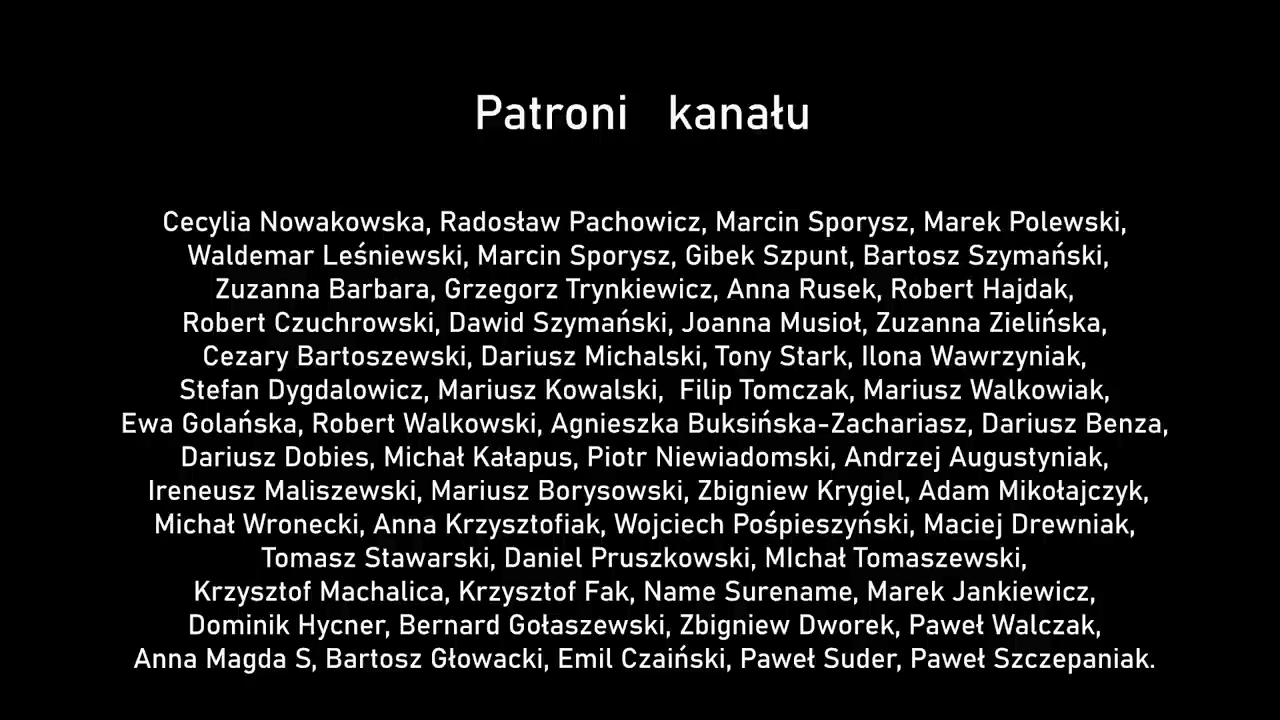 Patroni kanału
Cecylia Nowakowska, Radosław Pachowicz, Marcin Sporysz, Marek Polewski,
Waldemar Leśniewski, Marcin Sporysz, Gibek Szpunt, Bartosz Szymański,
Zuzanna Barbara, Grzegorz Trynkiewicz, Anna Rusek, Robert Hajdak,
Robert Czuchrowski, Dawid Szymański, Joanna Musioł, Zuzanna Zielińska,
Cezary Bartoszewski, Dariusz Michalski, Tony Stark, Ilona Wawrzyniak,
Stefan Dygdalowicz, Mariusz Kowalski, Filip Tomczak, Mariusz Walkowiak,
Ewa Golańska, Robert Walkowski, Agnieszka Buksińska-Zachariasz, Dariusz Benza,
Dariusz Dobies, Michał Kałapus, Piotr Niewiadomski, Andrzej Augustyniak,
Ireneusz Maliszewski, Mariusz Borysowski, Zbigniew Krygiel, Adam Mikołajczyk,
Michał Wronecki, Anna Krzysztofiak, Wojciech Pośpieszyński, Maciej Drewniak,
Tomasz Stawarski, Daniel Pruszkowski, MIchał Tomaszewski,
Krzysztof Machalica, Krzysztof Fak, Name Surename, Marek Jankiewicz,
Dominik Hycner, Bernard Gołaszewski, Zbigniew Dworek, Paweł Walczak,
Anna Magda S, Bartosz Głowacki, Emil Czaiński, Paweł Suder, Paweł Szczepaniak.